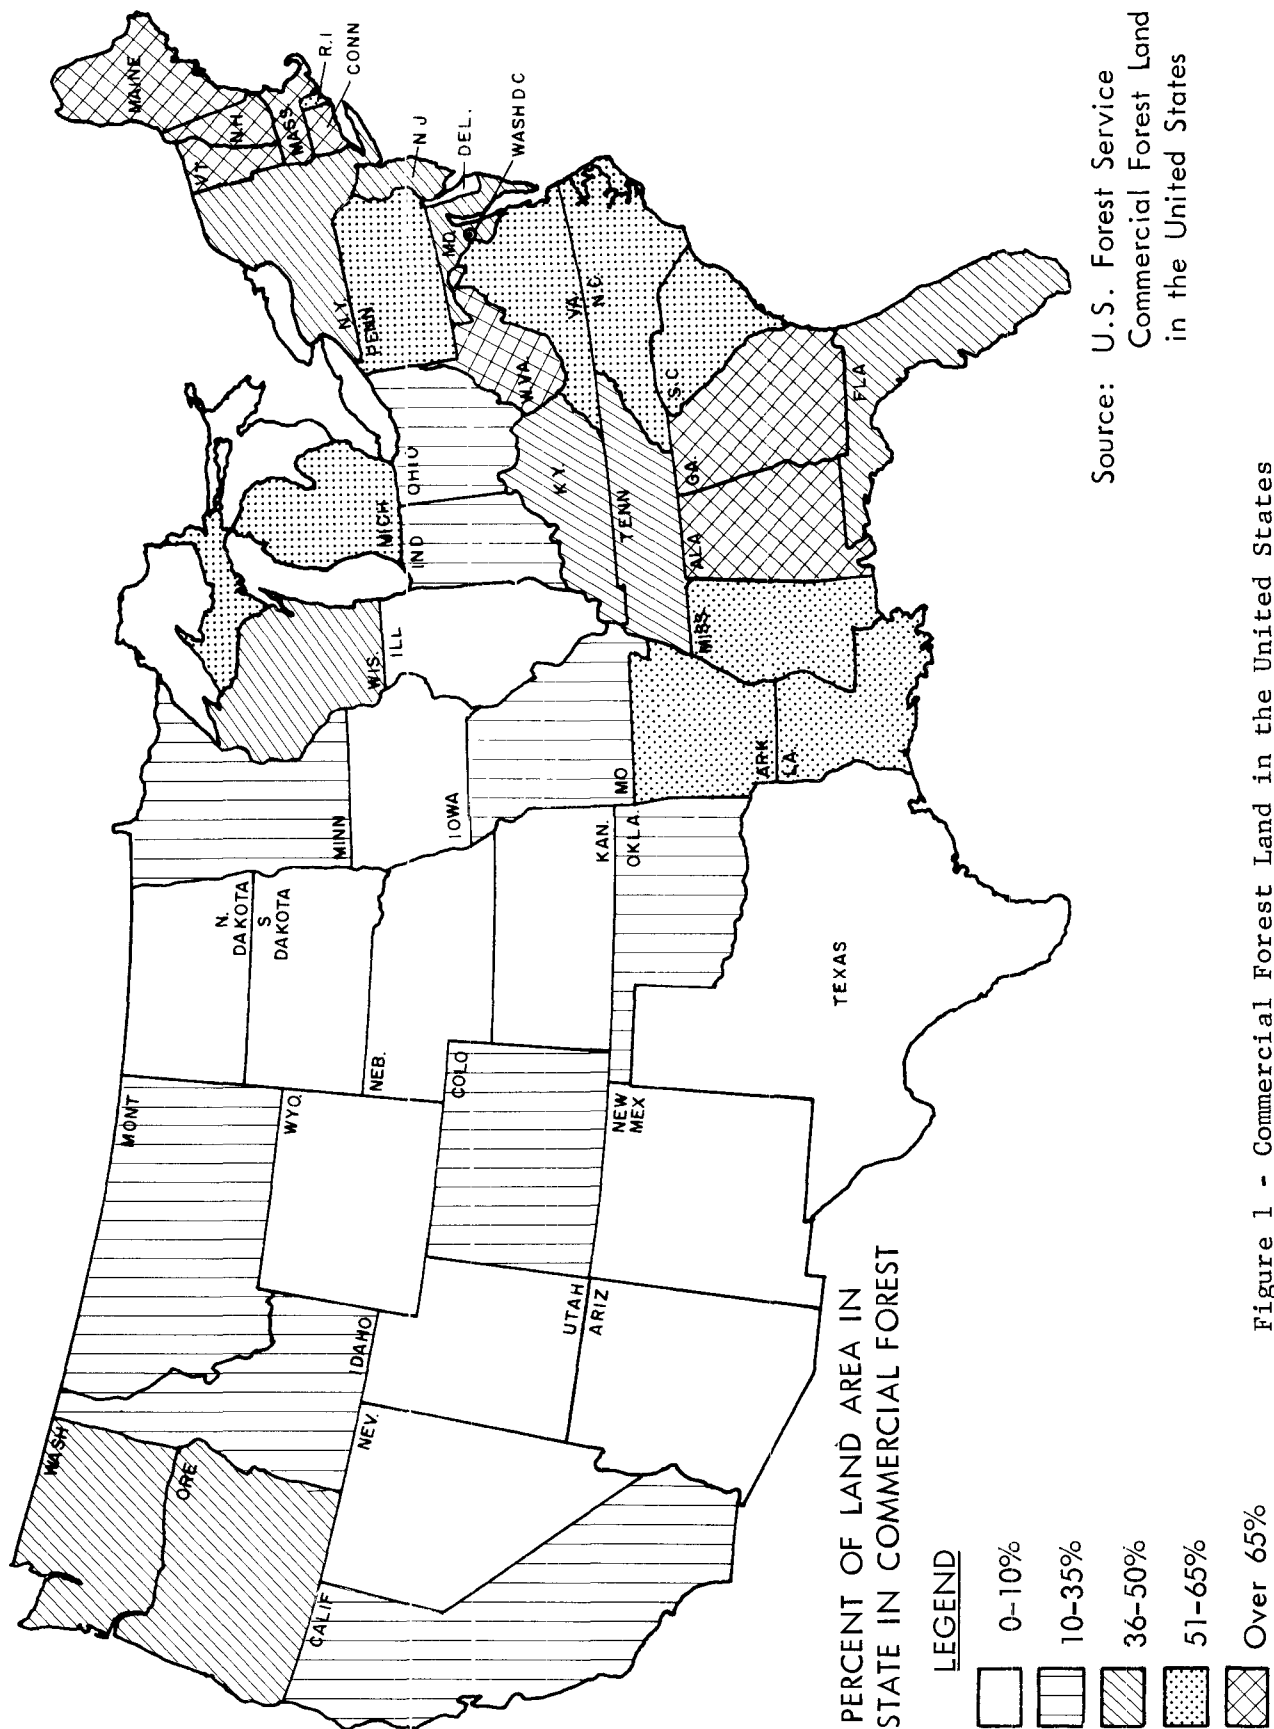 WASH
ORE
CALIF
NEV.
IDAHO
MONT
WYO.
UTAH
ARIZ
COLO
NEW
MEX
N.
DAKOTA
S
DAKOTA
NEB.
KAN.
OKLA.
TEXAS
MINN
IOWA
MO
ARK
LA.
WIS.
ILL
MICH
IND
OHIO
KY.
TENN
MISS
ALA
GA.
FLA
S.C
N.C.
VA.
W.VA.
MD.
PENN
N.Y.
VT
N.H.
MAINE
MASS
R.I
CONN
N J
DEL.
WASH D C
PERCENT OF LAND AREA IN
STATE IN COMMERCIAL FOREST
LEGEND
0-10%
10-35%
36-50%
51-65%
Over 65%
Source: U.S. Forest Service
Commercial Forest Land
in the United States
Figure 1 - Commercial Forest Land in the United States